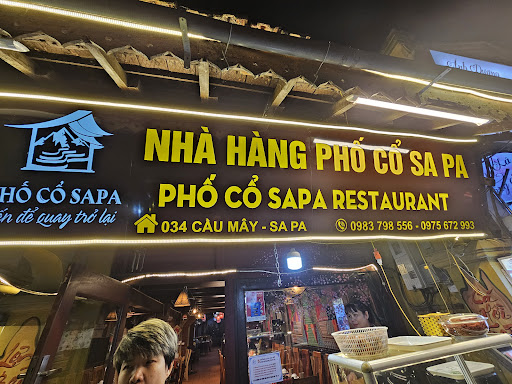 NHÀ HÀNG PHỐ CỔ SA PA
PHỐ CỔ SAPA RESTAURANT
034 CẦU MÂY - SA PA
0983 798 556 - 0975 672 993
HỐ CỔ SAPA
ến để quay trở lại